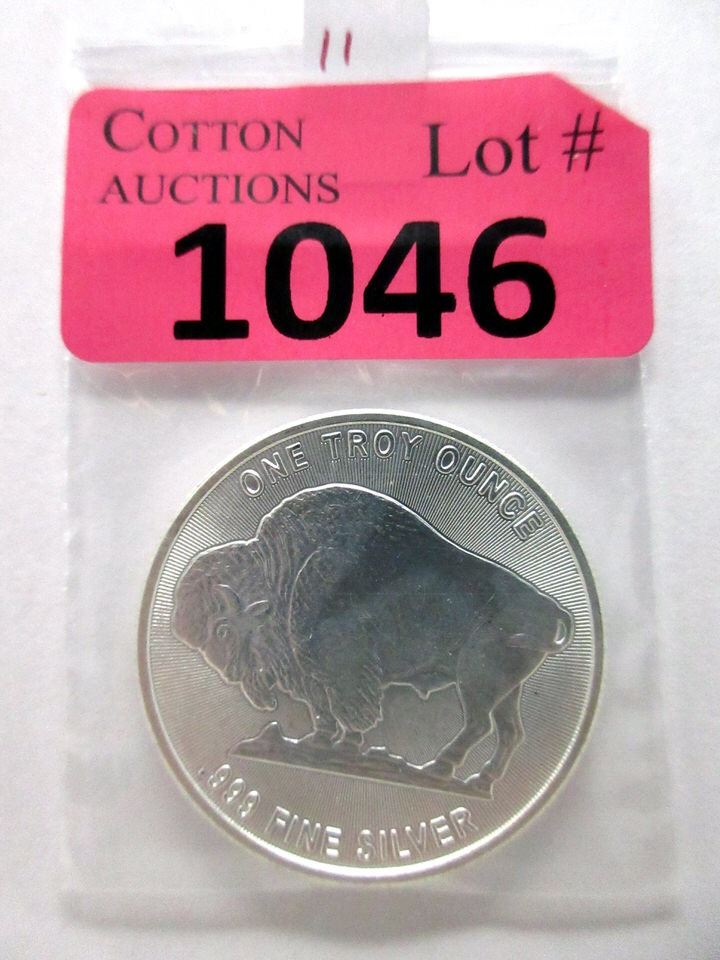 11
COTTON
AUCTIONS
Lot #
1046
ONE TROY OUNCE
.999 FINE SILVER